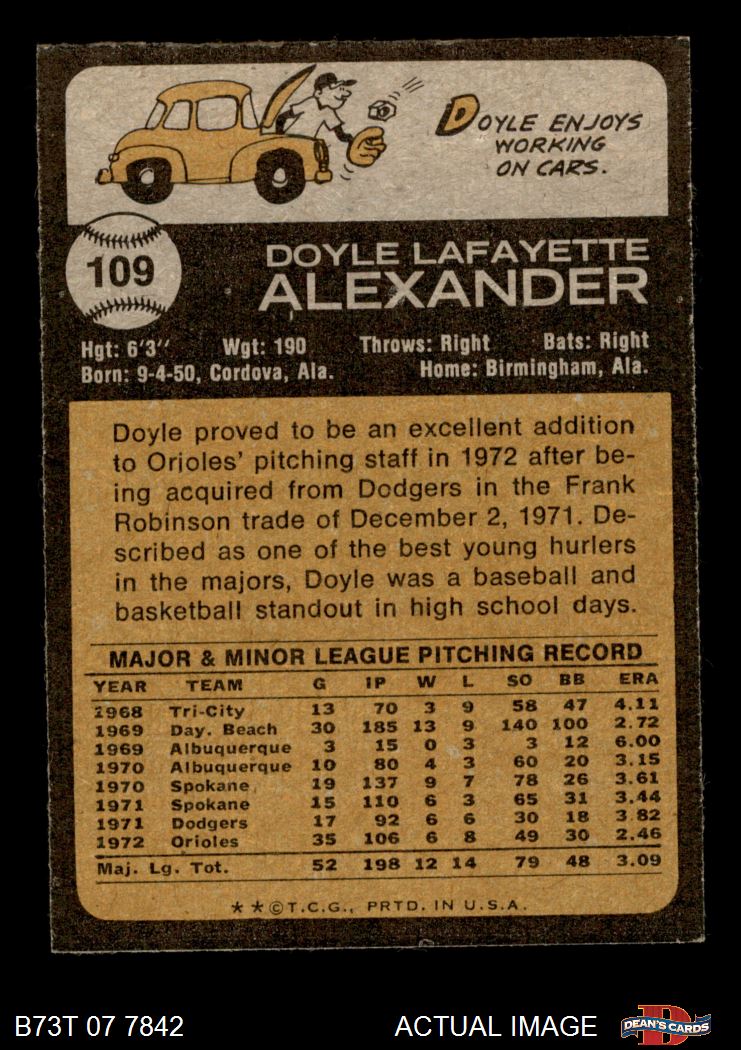 DOYLE ENJOYS
WORKING
ON CARS.
109
DOYLE LAFAYETTE
ALEXANDER
Hgt: 6'3" Wgt: 190 Throws: Right Bats: Right
Born: 9-4-50, Cordova, Ala. Home: Birmingham, Ala.
Doyle proved to be an excellent addition
to Orioles' pitching staff in 1972 after be-
ing acquired from Dodgers in the Frank
Robinson trade of December 2, 1971. De-
scribed as one of the best young hurlers
in the majors, Doyle was a baseball and
basketball standout in high school days.
MAJOR & MINOR LEAGUE PITCHING RECORD
YEAR TEAM G IP W L SO BB ERA
1968 Tri-City 13 70 3 9 58 47 4.11
1969 Day. Beach 30 185 13 9 140 100 2.72
1969 Albuquerque 3 15 0 3 3 12 6.00
1970 Albuquerque 10 80 4 3 60 20 3.15
1970 Spokane 19 137 9 7 78 26 3.61
1971 Spokane 15 110 6 3 65 31 3.44
1971 Dodgers 17 92 6 6 30 18 3.82
1972 Orioles 35 106 6 8 49 30 2.46
Maj. Lg. Tot. 52 198 12 14 79 48 3.09
* * © T.C.G., PRTD. IN U.S.A.
B73T 07 7842 ACTUAL IMAGE D DEAN'S CARDS